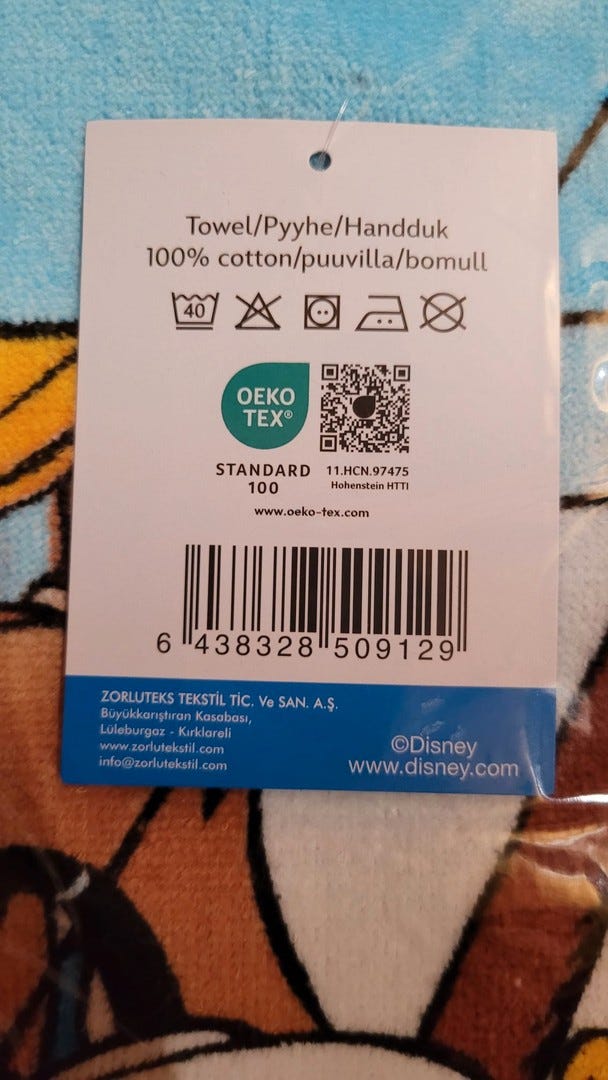 Towel/Pyyhe/Handduk
100% cotton/puuvilla/bomull
40
OEKO
TEX®
STANDARD
100
11.HCN.97475
Hohenstein HTTI
www.oeko-tex.com
6 438328 509129
ZORLUTEKS TEKSTİL TİC. Ve SAN. A.Ş.
Büyükkarıştıran Kasabası,
Lüleburgaz - Kırklareli
www.zorlutekstil.com
info@zorlutekstil.com
©Disney
www.disney.com